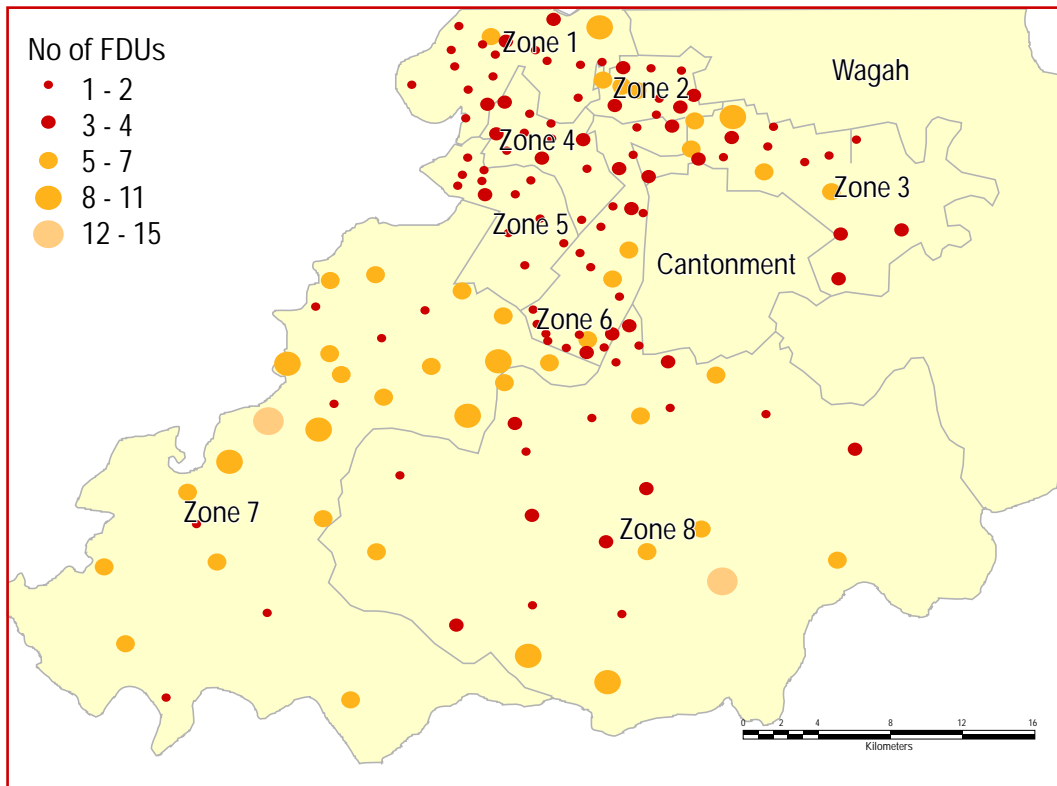 No of FDUs
1 - 2
3 - 4
5 - 7
8 - 11
12 - 15
Zone 1
Wagah
Zone 2
Zone 4
Zone 3
Zone 5
Cantonment
Zone 6
Zone 7
Zone 8
0 2 4 8 12 16
Kilometers